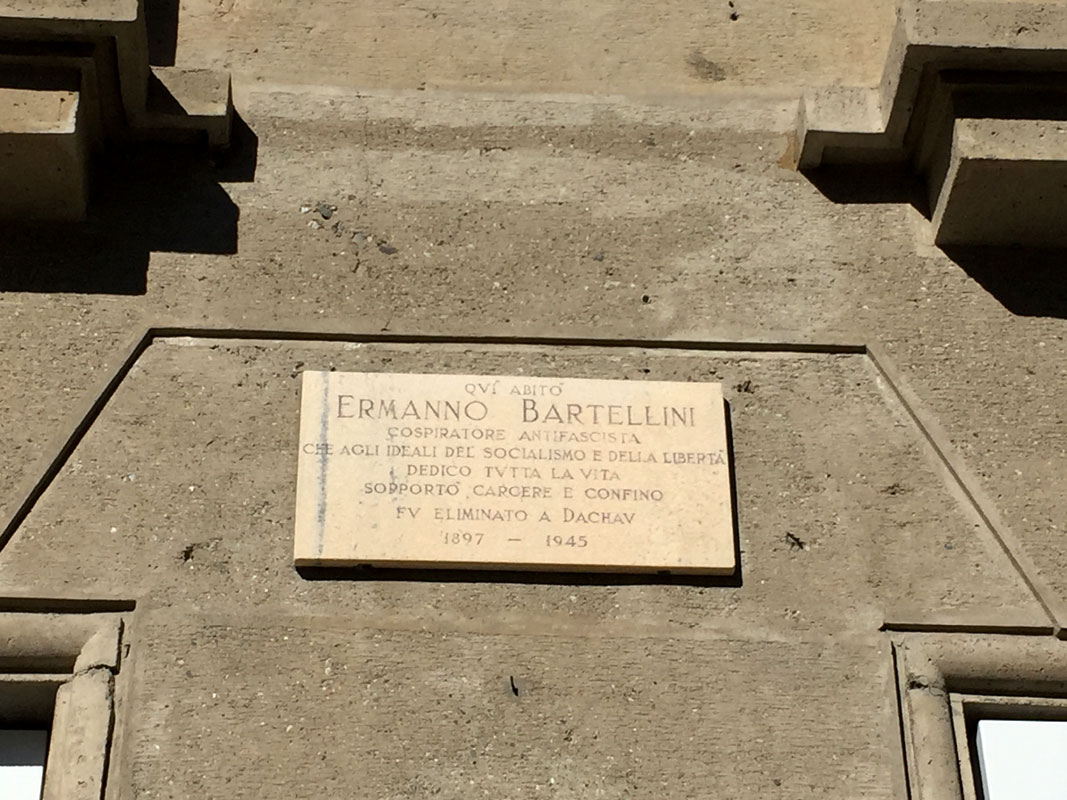 QVI ABITÒ
ERMANNO BARTELLINI
COSPIRATORE ANTIFASCISTA
CHE AGLI IDEALI DEL SOCIALISMO E DELLA LIBERTÀ
DEDICO TVTTA LA VITA
SOPPORTÒ CARCERE E CONFINO
FV ELIMINATO A DACHAV
1897 – 1945